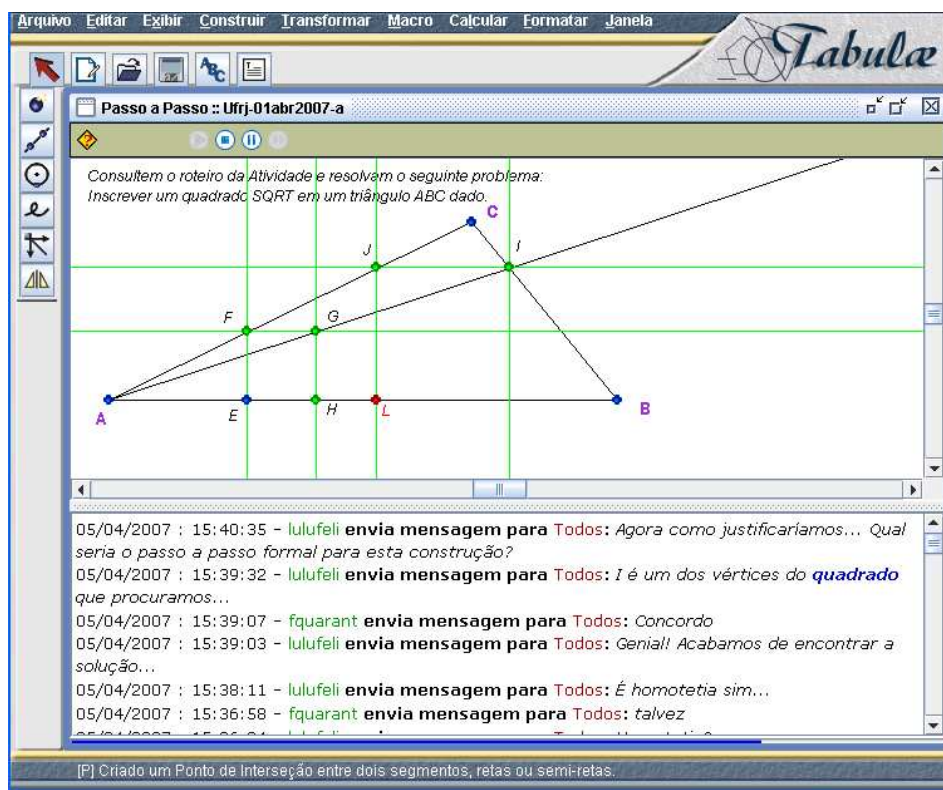 Arquivo Editar Exibir Construir Transformar Macro Calcular Formatar Janela
Tabulæ
ABC
Passo a Passo :: Ufrj-01abr2007-a
Consultem o roteiro da Atividade e resolvam o seguinte problema:
Inscrever um quadrado SQRT em um triângulo ABC dado.
C
J
I
F
G
A
E
H
L
B
05/04/2007 : 15:40:35 - lulufeli envia mensagem para Todos: Agora como justificaríamos... Qual
seria o passo a passo formal para esta construção?
05/04/2007 : 15:39:32 - lulufeli envia mensagem para Todos: I é um dos vértices do quadrado
que procuramos...
05/04/2007 : 15:39:07 - fquarant envia mensagem para Todos: Concordo
05/04/2007 : 15:39:03 - lulufeli envia mensagem para Todos: Genial! Acabamos de encontrar a
solução...
05/04/2007 : 15:38:11 - lulufeli envia mensagem para Todos: É homotetia sim...
05/04/2007 : 15:36:58 - fquarant envia mensagem para Todos: talvez
[P] Criado um Ponto de Interseção entre dois segmentos, retas ou semi-retas.